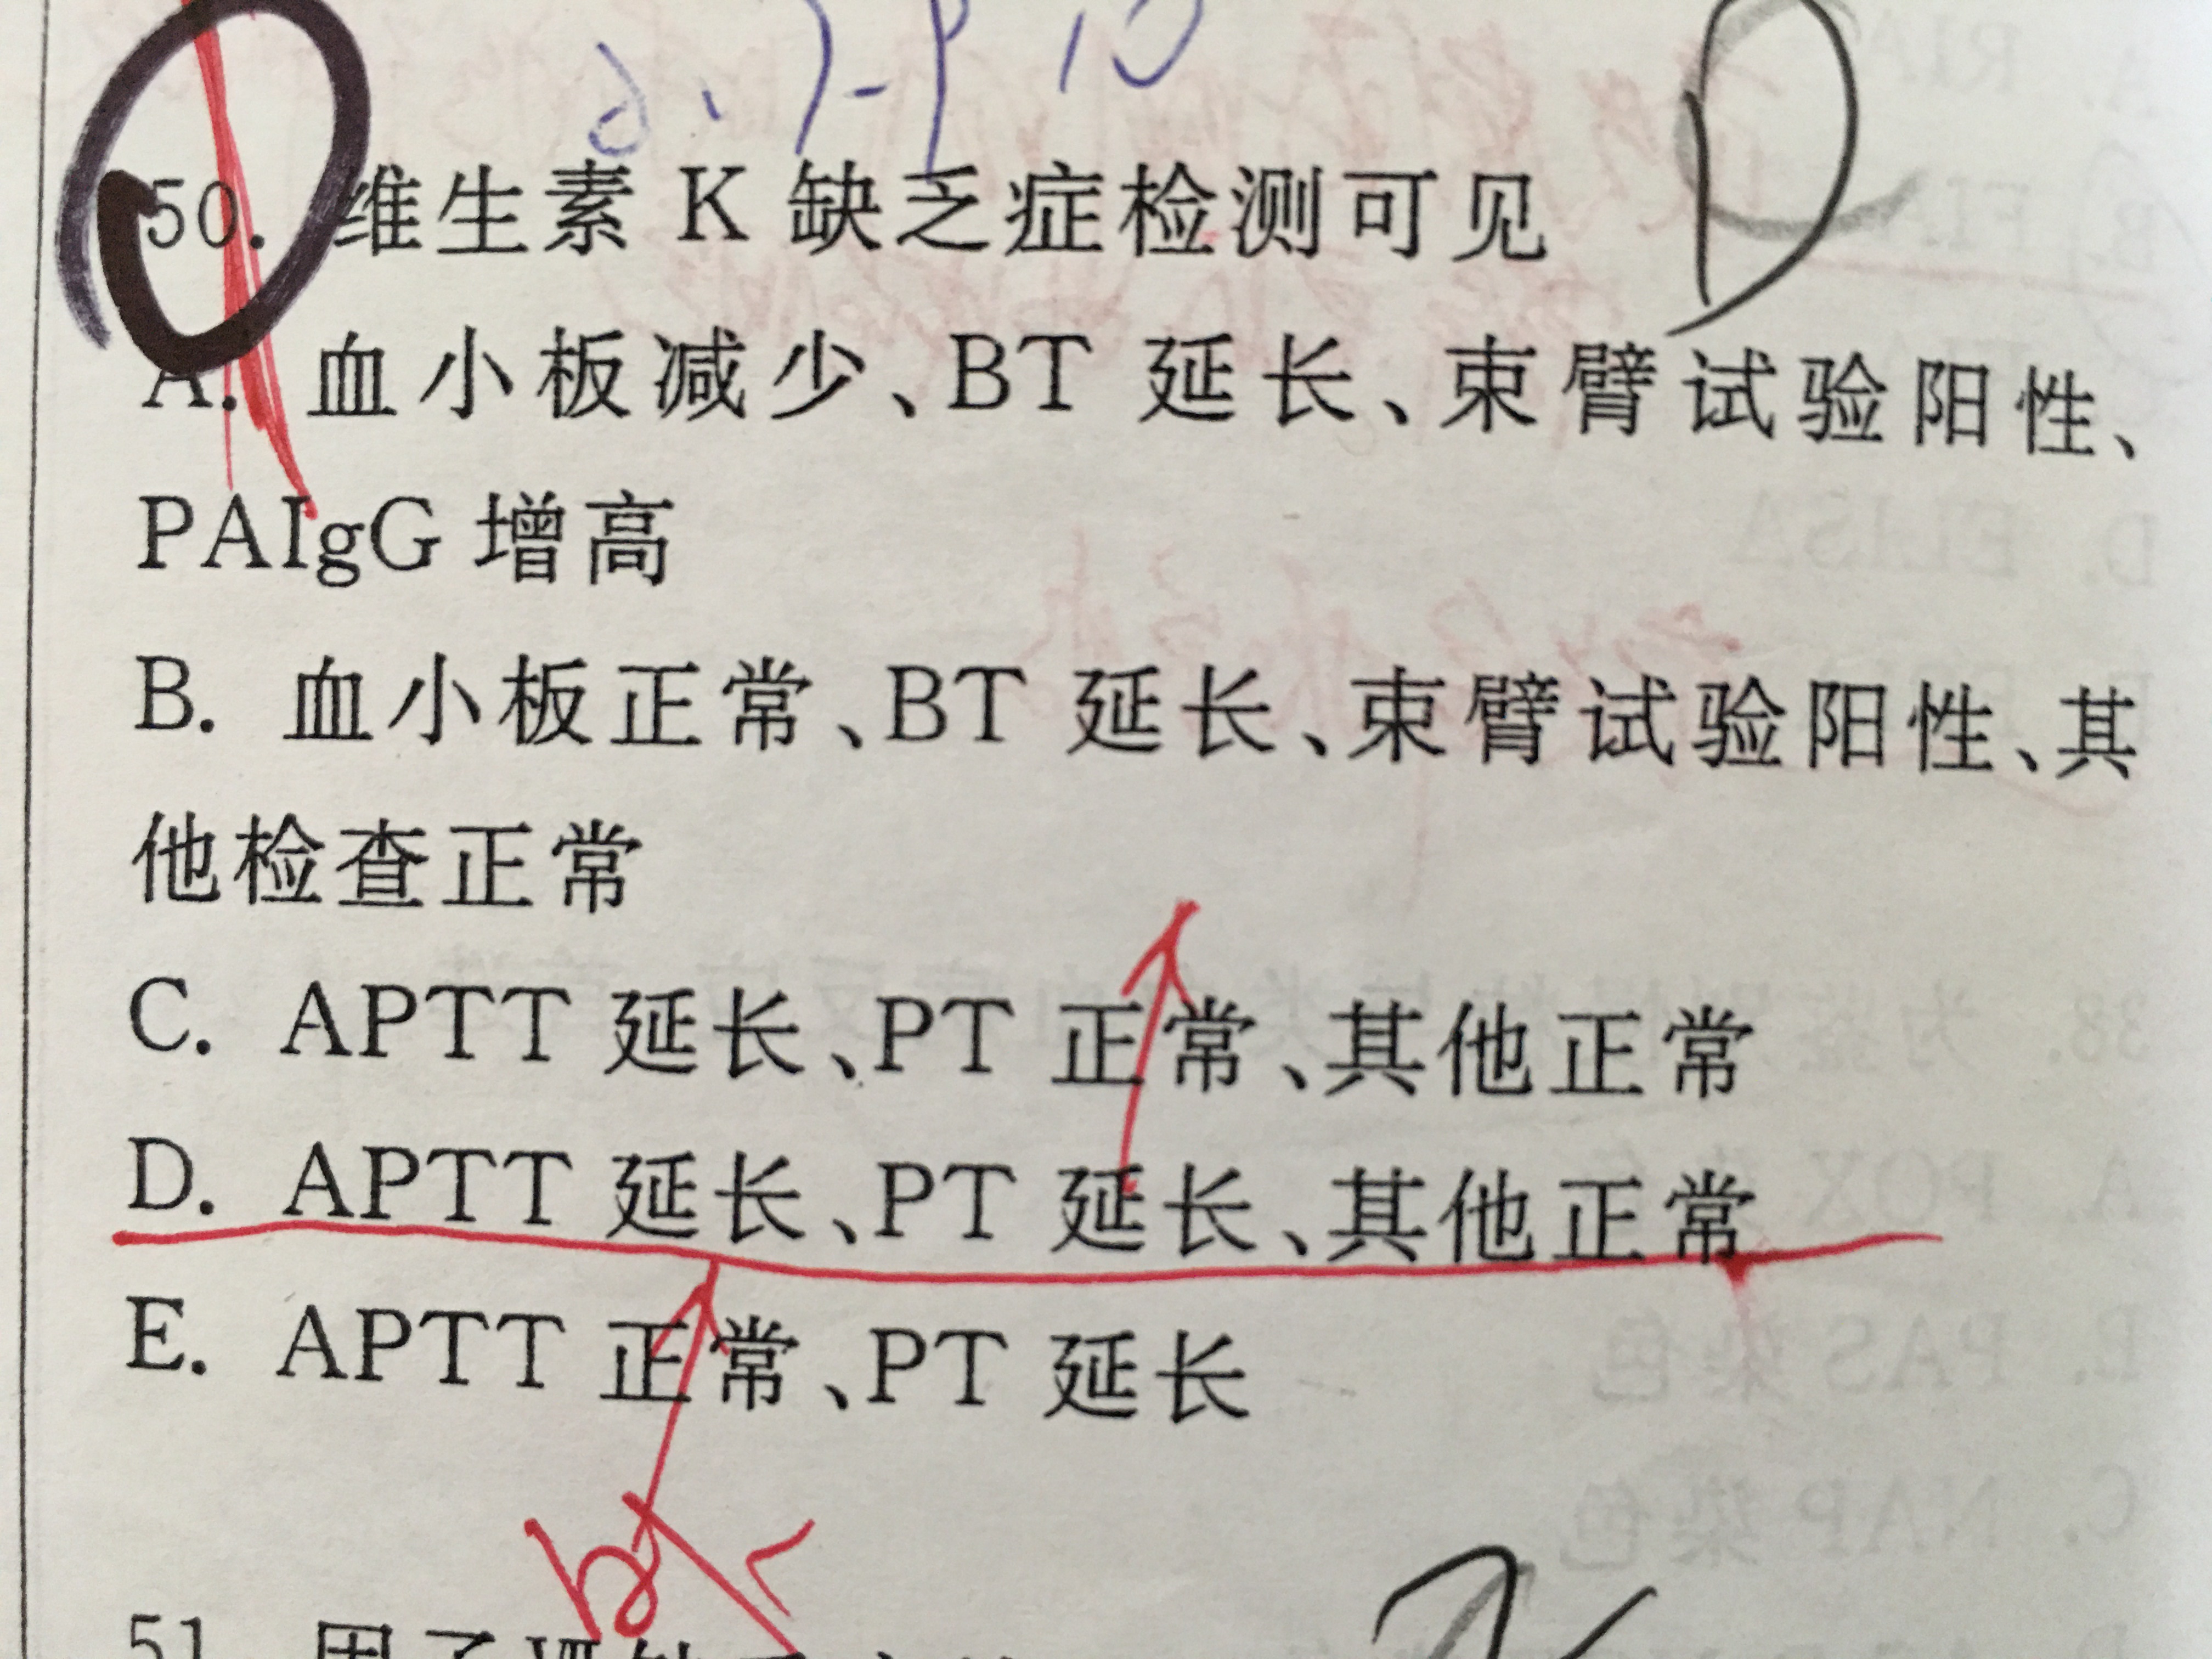 D
50. 维生素 K 缺乏症检测可见
A. 血小板减少、BT 延长、束臂试验阳性、
PAIgG 增高
B. 血小板正常、BT 延长、束臂试验阳性、其
他检查正常
C. APTT 延长、PT 正常、其他正常
D. APTT 延长、PT 延长、其他正常
E. APTT 正常、PT 延长
51. 因子